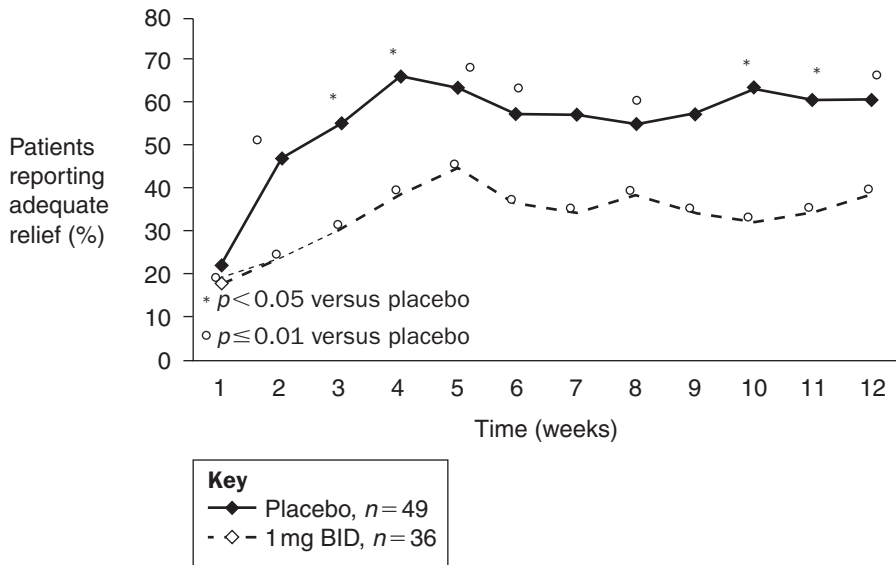 80
70
60
50
40
30
20
10
0
Patients
reporting
adequate
relief (%)
* p<0.05 versus placebo
○ p≤0.01 versus placebo
1 2 3 4 5 6 7 8 9 10 11 12
Time (weeks)
Key
Placebo, n=49
1mg BID, n=36